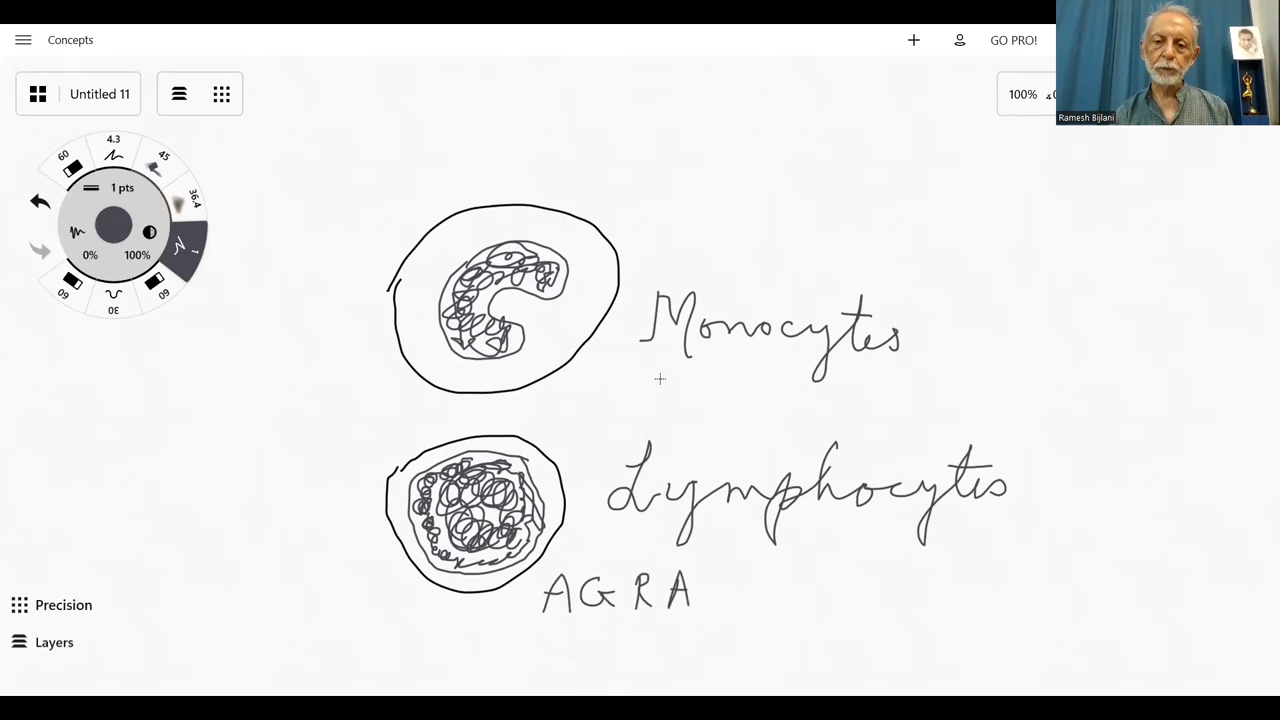 Concepts
GO PRO!
Untitled 11
100%
Ramesh Bijlani
4.3
60
45
36.4
1 pts
1
0%
100%
60
30
60
Monocytes
Lymphocytes
AGRA
Precision
Layers